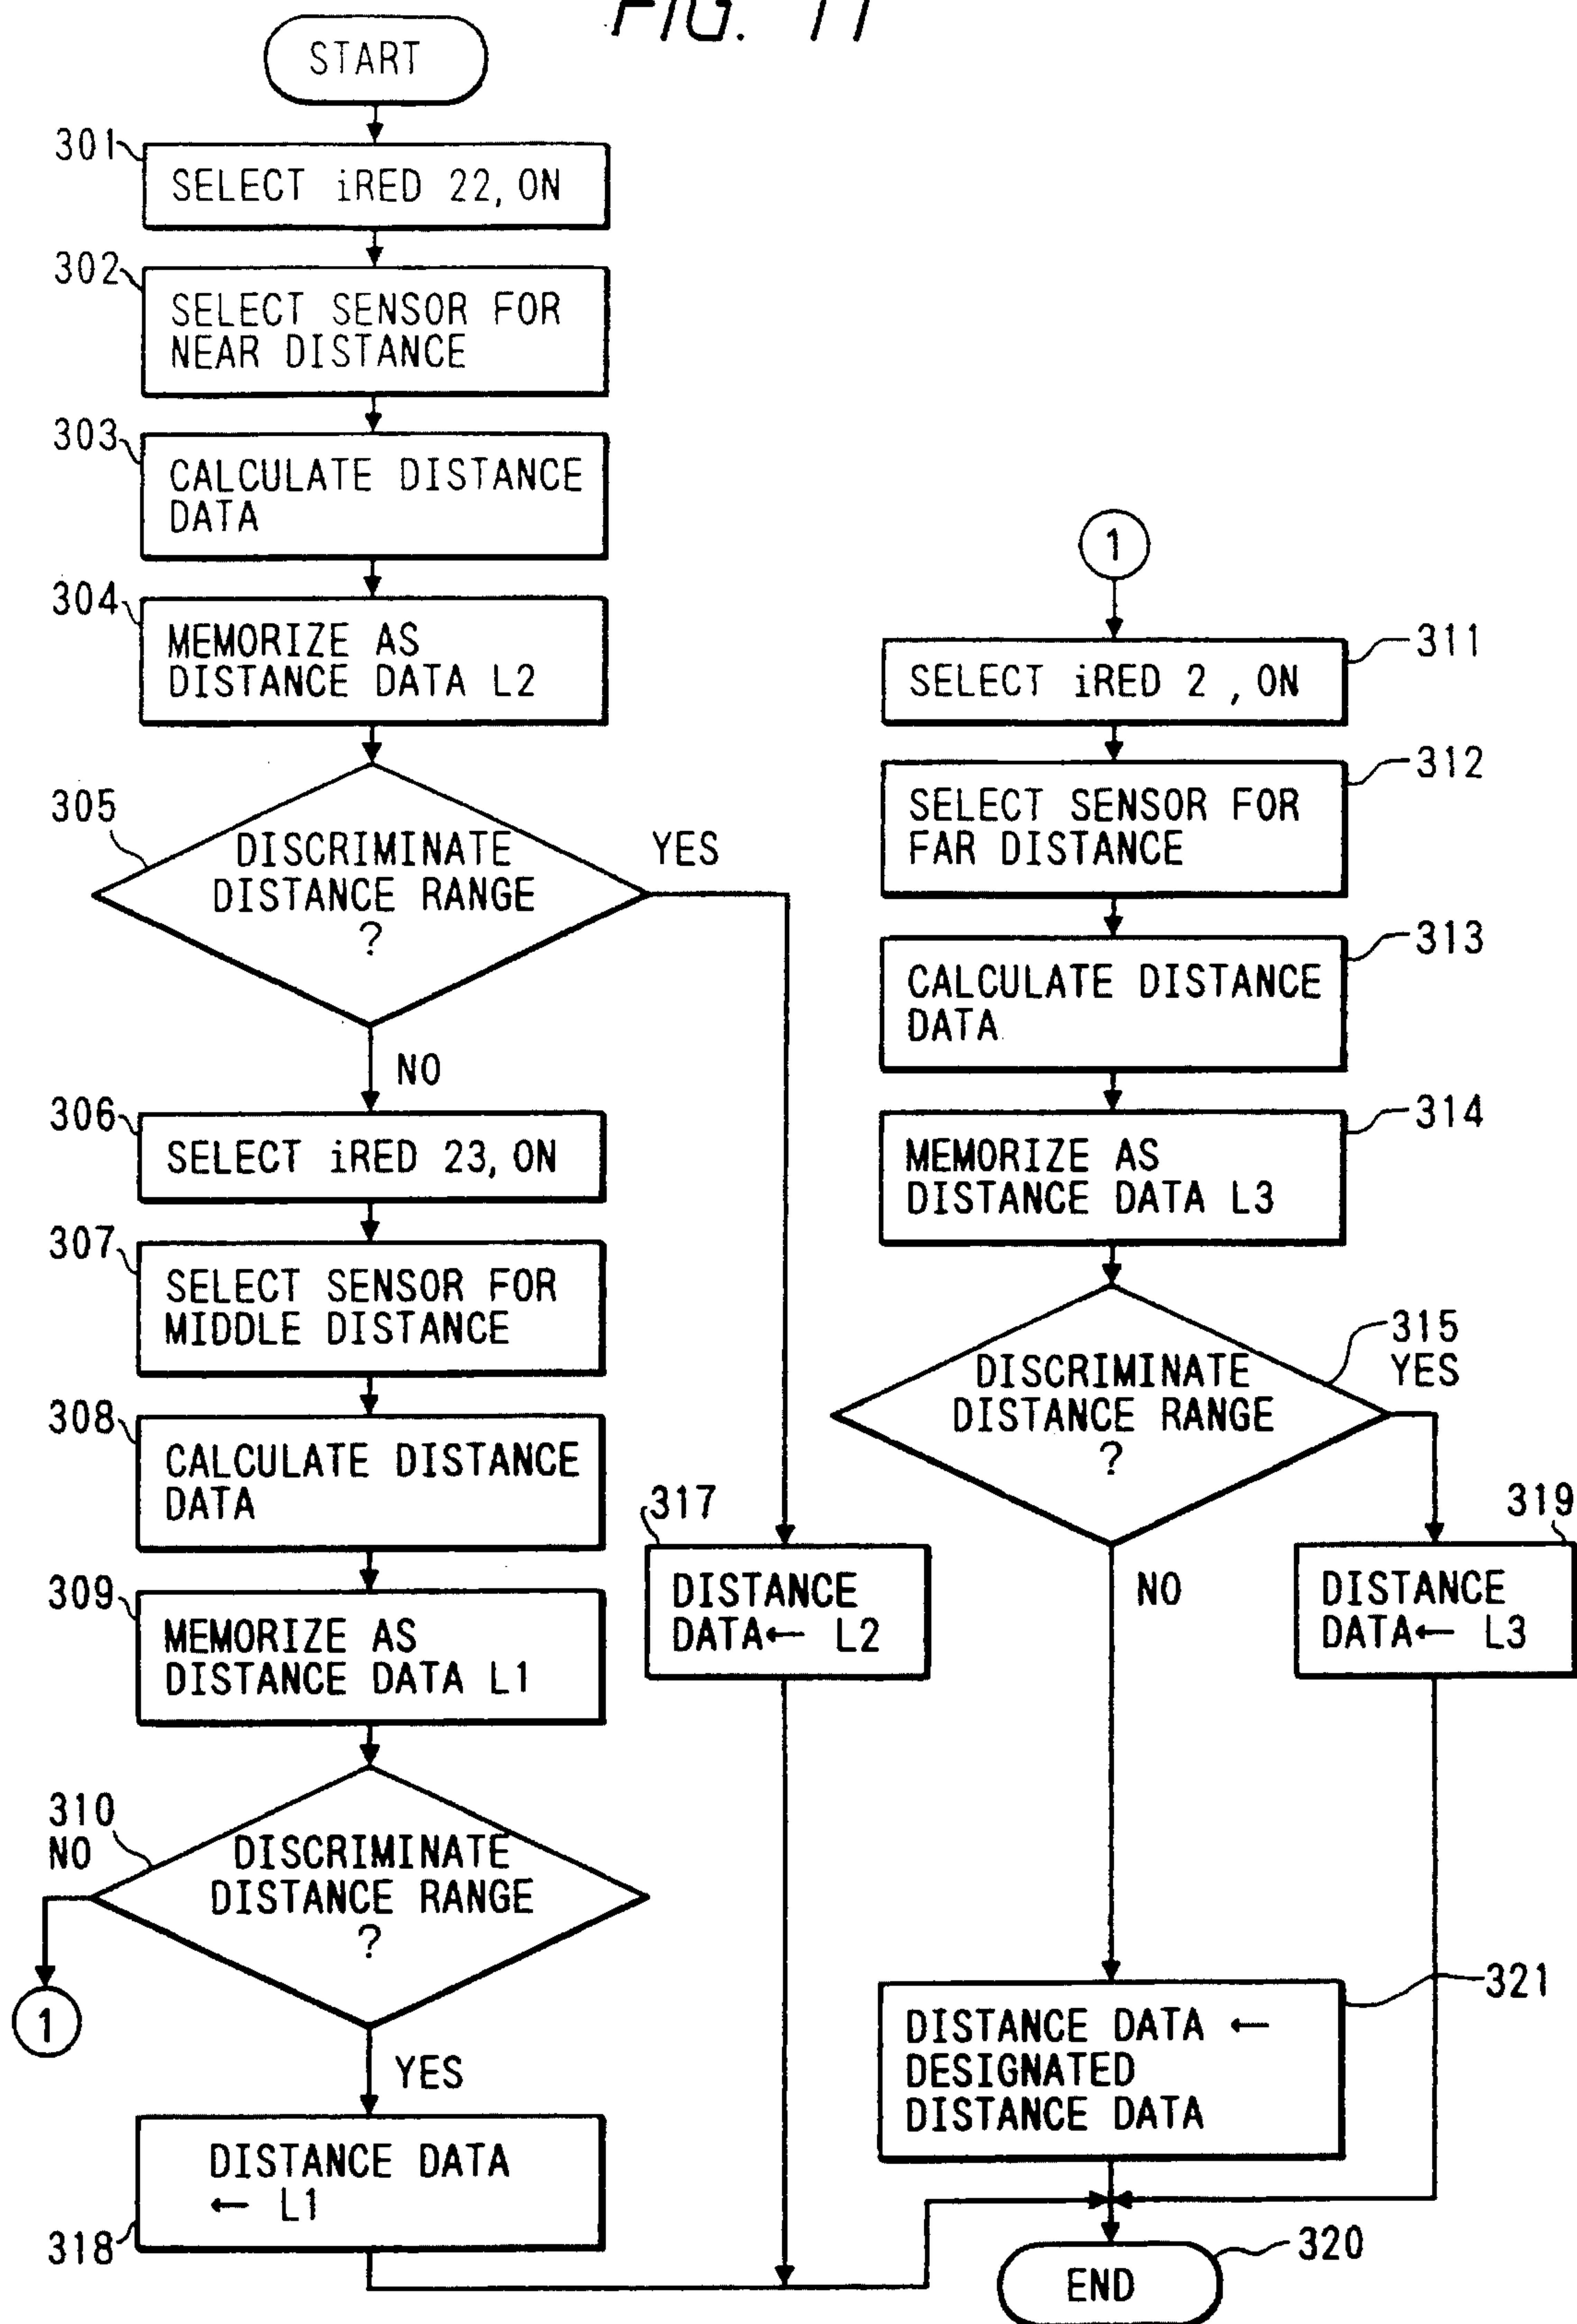 FIG. 11
START
301
SELECT iRED 22, ON
302
SELECT SENSOR FOR
NEAR DISTANCE
303
CALCULATE DISTANCE
DATA
304
MEMORIZE AS
DISTANCE DATA L2
305
DISCRIMINATE
DISTANCE RANGE
?
YES
NO
306
SELECT iRED 23, ON
307
SELECT SENSOR FOR
MIDDLE DISTANCE
308
CALCULATE DISTANCE
DATA
309
MEMORIZE AS
DISTANCE DATA L1
310
NO
DISCRIMINATE
DISTANCE RANGE
?
1
YES
DISTANCE DATA
← L1
318
317
DISTANCE
DATA← L2
1
311
SELECT iRED 2 , ON
312
SELECT SENSOR FOR
FAR DISTANCE
313
CALCULATE DISTANCE
DATA
314
MEMORIZE AS
DISTANCE DATA L3
315
YES
DISCRIMINATE
DISTANCE RANGE
?
NO
319
DISTANCE
DATA← L3
321
DISTANCE DATA ←
DESIGNATED
DISTANCE DATA
320
END